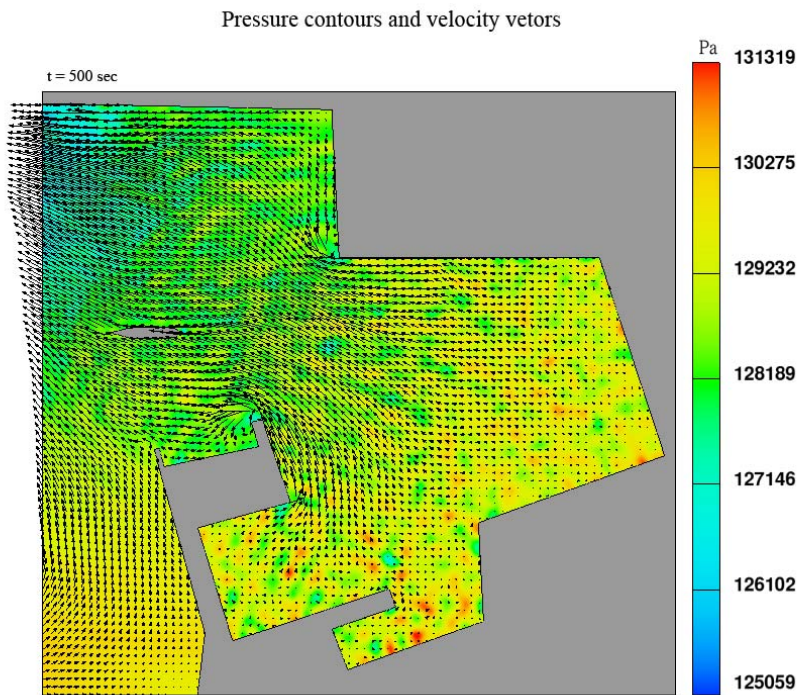 Pressure contours and velocity vetors
t = 500 sec
Pa
131319
130275
129232
128189
127146
126102
125059